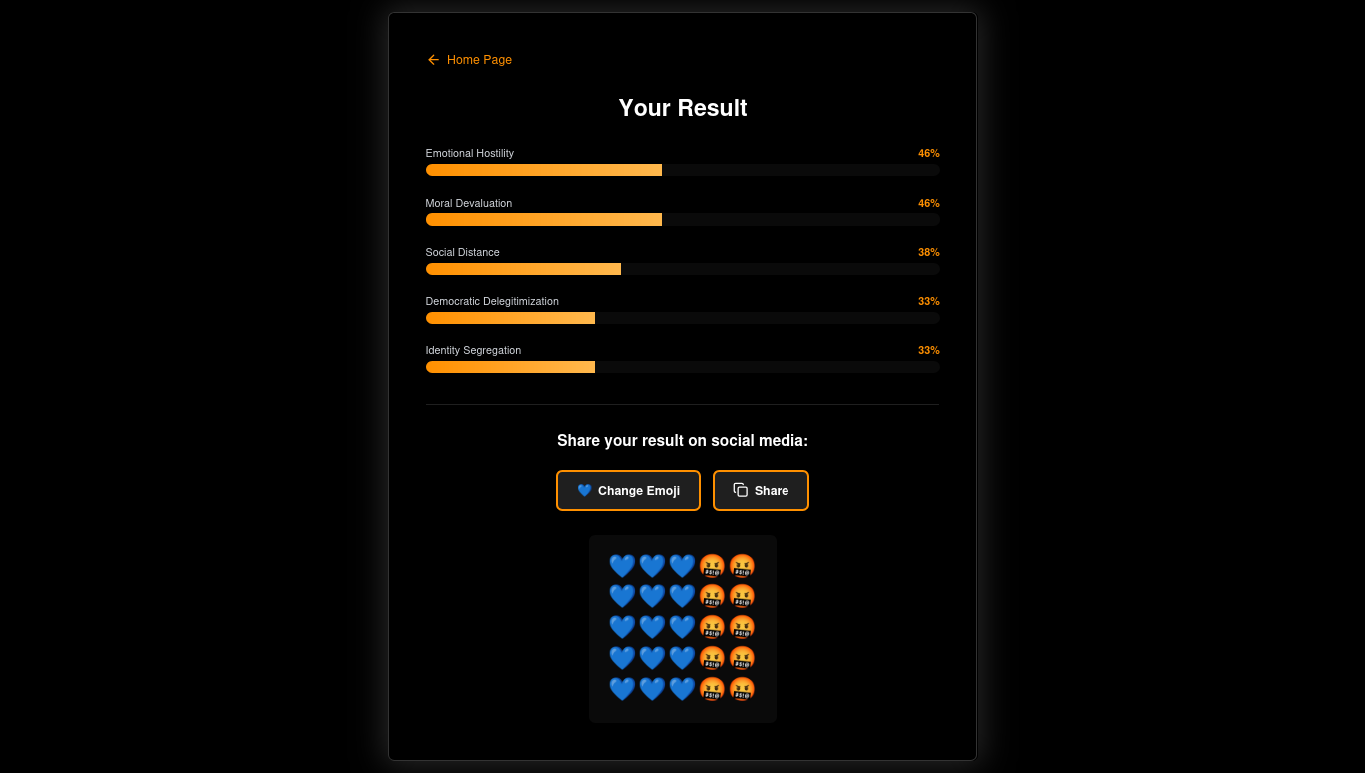 Home Page
Your Result
Emotional Hostility 46%
Moral Devaluation 46%
Social Distance 38%
Democratic Delegitimization 33%
Identity Segregation 33%
Share your result on social media:
💙 Change Emoji Share
💙💙💙🤬🤬
💙💙💙🤬🤬
💙💙💙🤬🤬
💙💙💙🤬🤬
💙💙💙🤬🤬